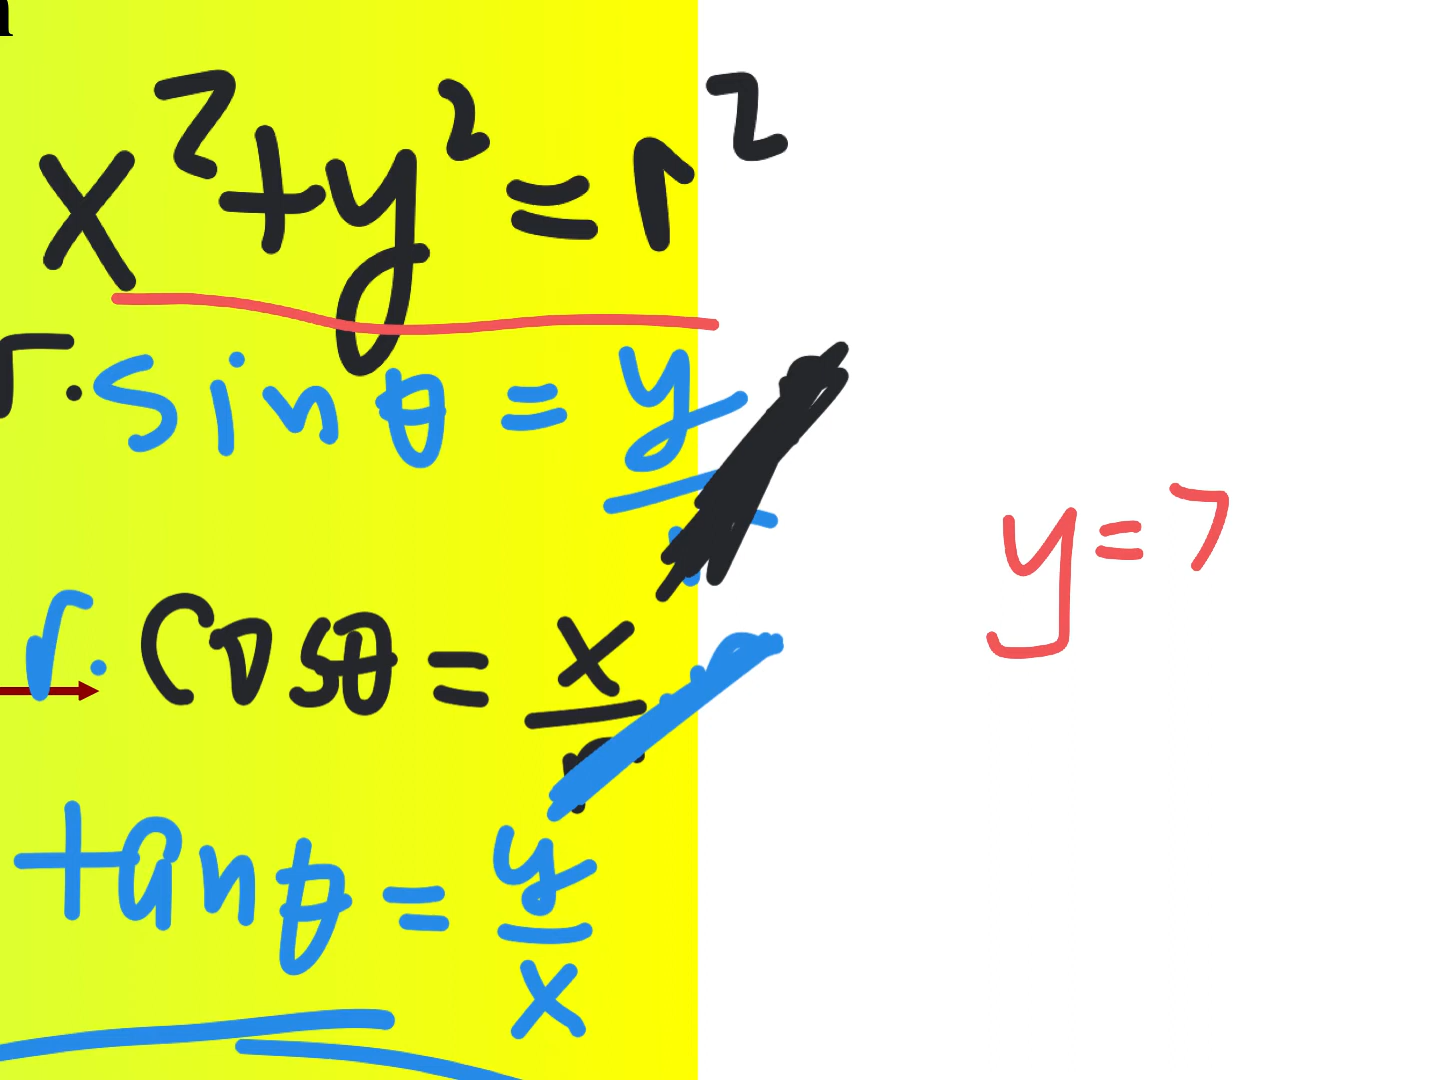 x²+y²=r²
r·sinθ=y
r·cosθ=x/r
tanθ=y/x
y=7